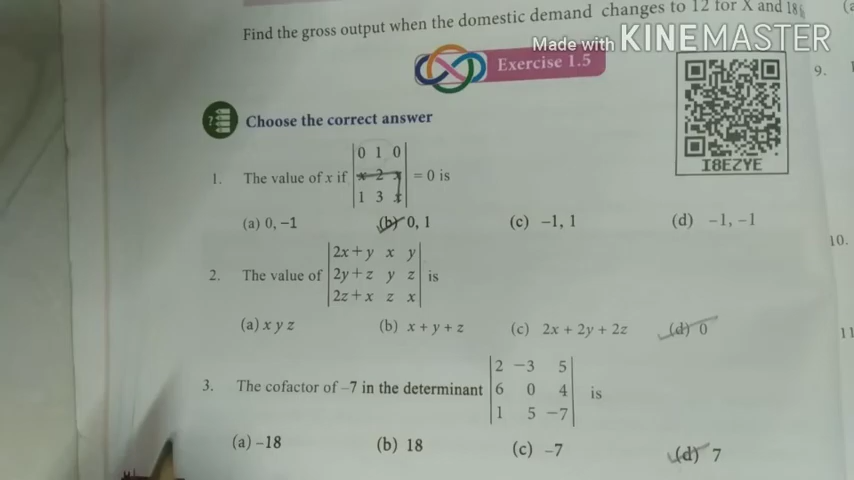 Find the gross output when the domestic demand changes to 12 for X and 18
Made with KINEMASTER
Exercise 1.5
9.
I8EZYE
? Choose the correct answer
0 1 0
1. The value of x if x 2 x = 0 is
1 3 x
(a) 0, −1 (b) 0, 1 (c) −1, 1 (d) −1, −1
10.
2x + y x y
2. The value of 2y + z y z is
2z + x z x
(a) x y z (b) x + y + z (c) 2x + 2y + 2z (d) 0
11
2 −3 5
3. The cofactor of −7 in the determinant 6 0 4 is
1 5 −7
(a) −18 (b) 18 (c) −7 (d) 7